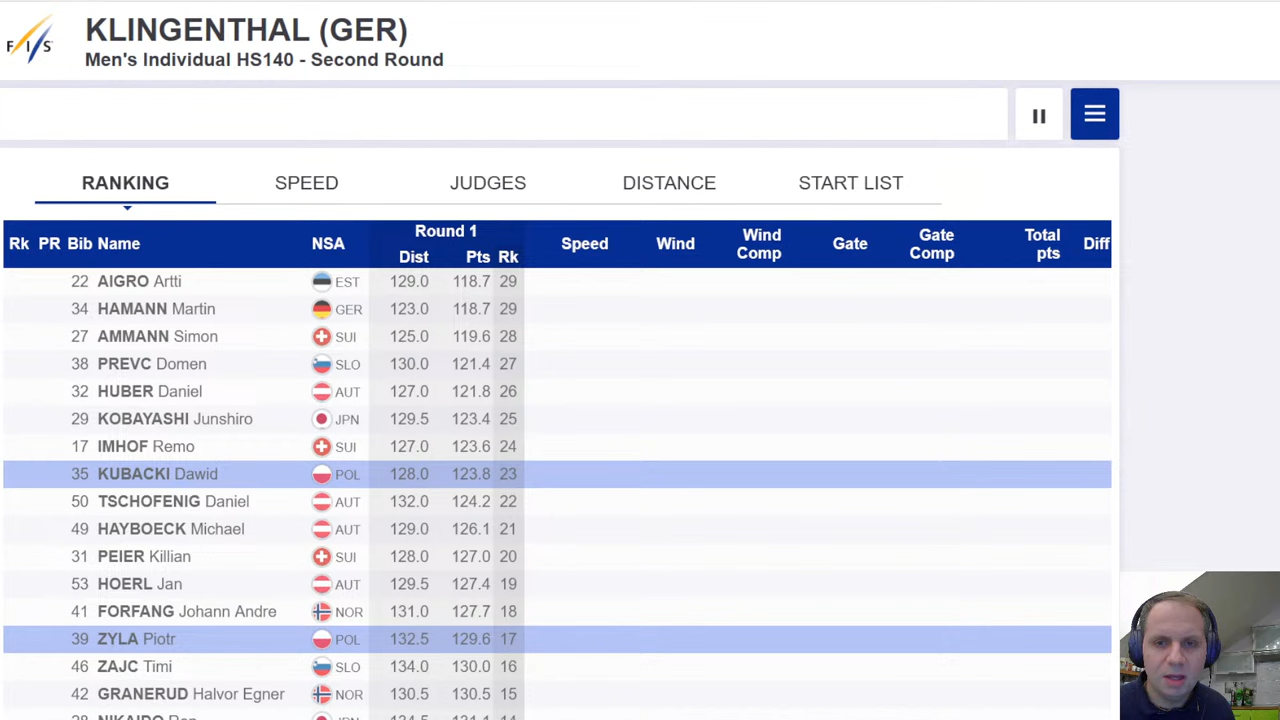 FIS
KLINGENTHAL (GER)
Men's Individual HS140 - Second Round
RANKING SPEED JUDGES DISTANCE START LIST
Rk PR Bib Name NSA Round 1 Dist Pts Rk Speed Wind Wind Comp Gate Gate Comp Total pts Diff
22 AIGRO Artti EST 129.0 118.7 29
34 HAMANN Martin GER 123.0 118.7 29
27 AMMANN Simon SUI 125.0 119.6 28
38 PREVC Domen SLO 130.0 121.4 27
32 HUBER Daniel AUT 127.0 121.8 26
29 KOBAYASHI Junshiro JPN 129.5 123.4 25
17 IMHOF Remo SUI 127.0 123.6 24
35 KUBACKI Dawid POL 128.0 123.8 23
50 TSCHOFENIG Daniel AUT 132.0 124.2 22
49 HAYBOECK Michael AUT 129.0 126.1 21
31 PEIER Killian SUI 128.0 127.0 20
53 HOERL Jan AUT 129.5 127.4 19
41 FORFANG Johann Andre NOR 131.0 127.7 18
39 ZYLA Piotr POL 132.5 129.6 17
46 ZAJC Timi SLO 134.0 130.0 16
42 GRANERUD Halvor Egner NOR 130.5 130.5 15